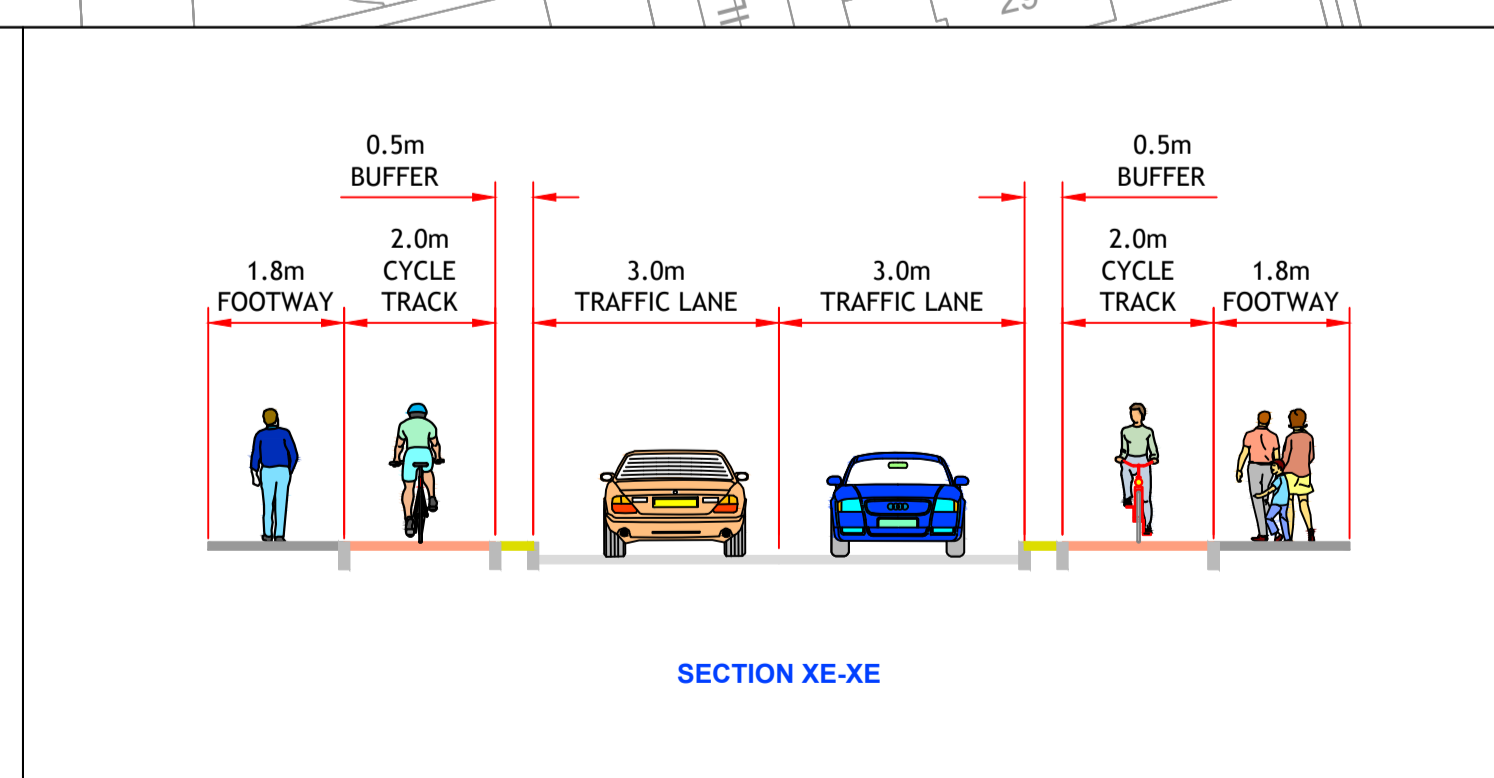 0.5m
BUFFER
0.5m
BUFFER
1.8m
FOOTWAY
2.0m
CYCLE
TRACK
3.0m
TRAFFIC LANE
3.0m
TRAFFIC LANE
2.0m
CYCLE
TRACK
1.8m
FOOTWAY
SECTION XE-XE